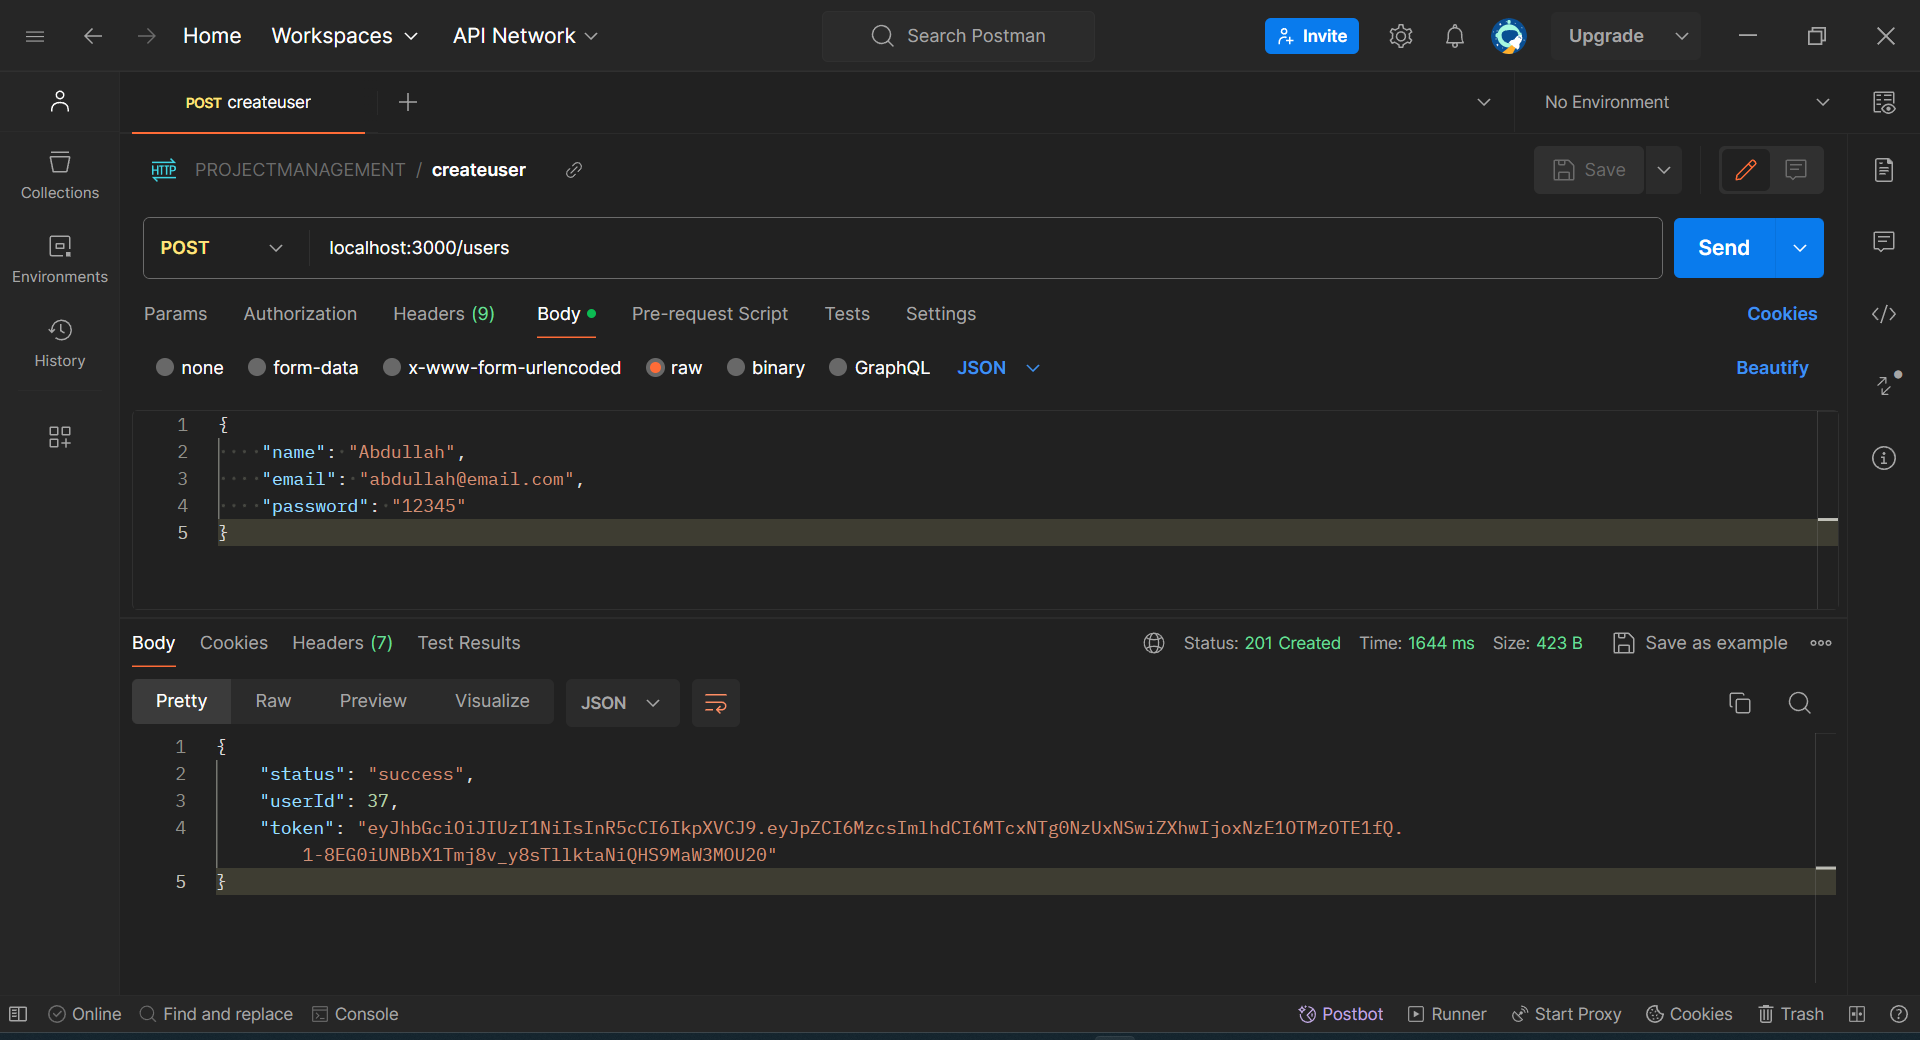 Home Workspaces API Network Search Postman Invite Upgrade
POST createuser No Environment
HTTP PROJECTMANAGEMENT / createuser Save
Collections
Environments
History
POST localhost:3000/users Send
Params Authorization Headers (9) Body Pre-request Script Tests Settings Cookies
none form-data x-www-form-urlencoded raw binary GraphQL JSON Beautify
1 {
2 "name": "Abdullah",
3 "email": "abdullah@email.com",
4 "password": "12345"
5 }
Body Cookies Headers (7) Test Results Status: 201 Created Time: 1644 ms Size: 423 B Save as example
Pretty Raw Preview Visualize JSON
1 {
2 "status": "success",
3 "userId": 37,
4 "token": "eyJhbGciOiJIUzI1NiIsInR5cCI6IkpXVCJ9.eyJpZCI6MzcsImlhdCI6MTcxNTg0NzUxNSwiZXhwIjoxNzE1OTMzOTE1fQ.
1-8EG0iUNBbX1Tmj8v_y8sTllktaNiQHS9MaW3MOU20"
5 }
Online Find and replace Console Postbot Runner Start Proxy Cookies Trash